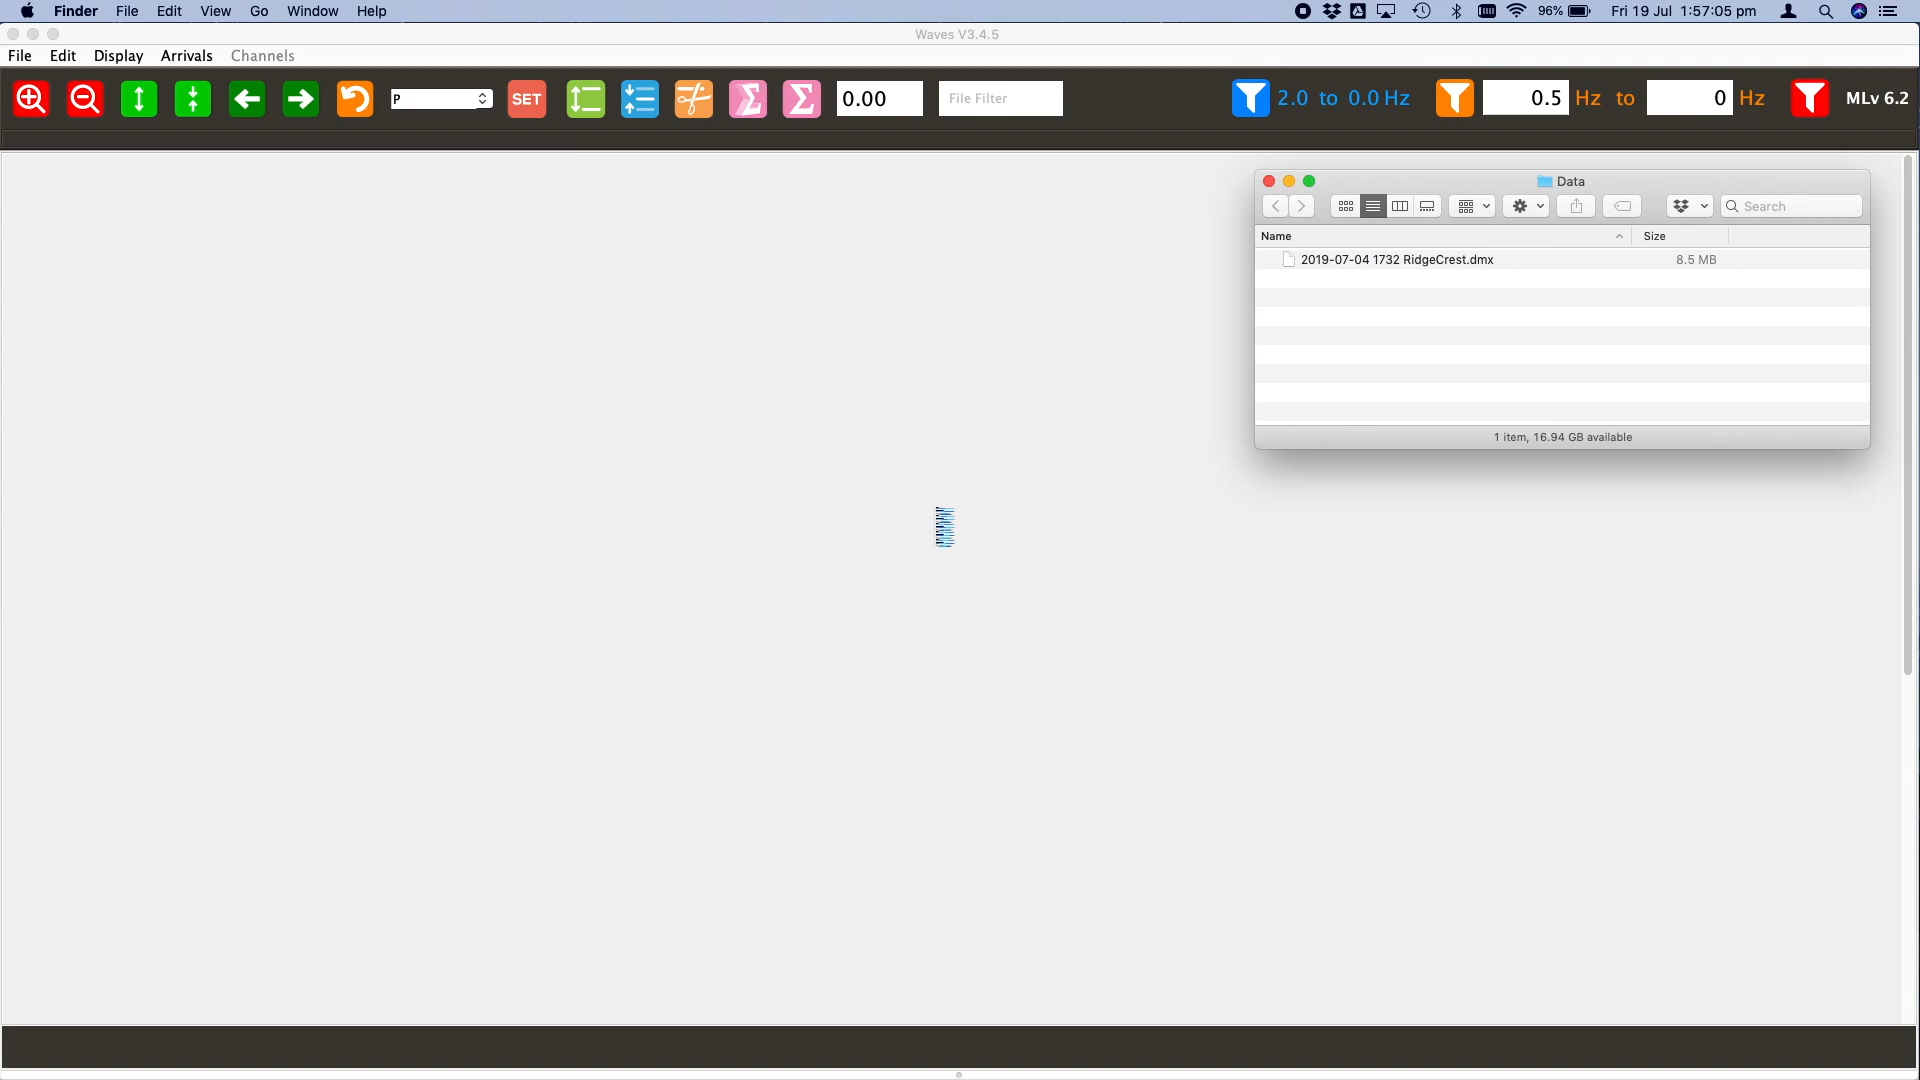 Finder File Edit View Go Window Help 96% Fri 19 Jul 1:57:05 pm
Waves V3.4.5
File Edit Display Arrivals Channels
P SET 0.00 File Filter 2.0 to 0.0 Hz 0.5 Hz to 0 Hz MLv 6.2
Data
Search
Name Size
2019-07-04 1732 RidgeCrest.dmx 8.5 MB
1 item, 16.94 GB available